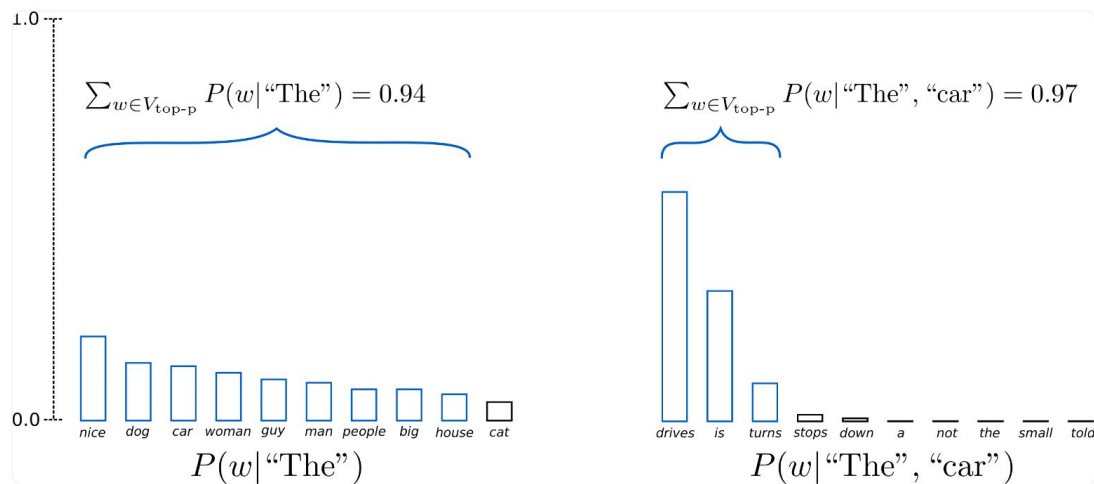 1.0
∑w∈Vtop-p P(w|“The”) = 0.94
∑w∈Vtop-p P(w|“The”, “car”) = 0.97
0.0
nice dog car woman guy man people big house cat
drives is turns stops down a not the small told
P(w|“The”)
P(w|“The”, “car”)